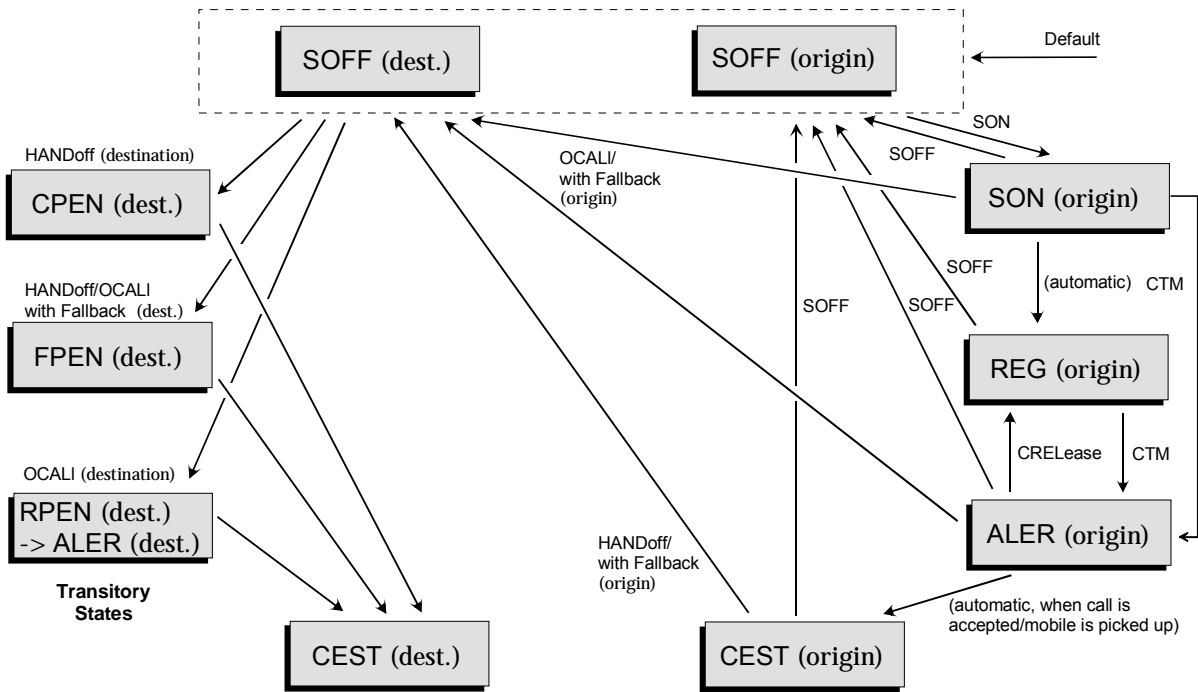 SOFF (dest.)
SOFF (origin)
Default
SON
SOFF
HANDoff (destination)
CPEN (dest.)
OCALI/
with Fallback
(origin)
SON (origin)
HANDoff/OCALI
with Fallback (dest.)
FPEN (dest.)
SOFF
SOFF
SOFF
(automatic) CTM
REG (origin)
OCALI (destination)
RPEN (dest.)
-> ALER (dest.)
CRELease
CTM
ALER (origin)
HANDoff/
with Fallback
(origin)
Transitory
States
(automatic, when call is
accepted/mobile is picked up)
CEST (dest.)
CEST (origin)